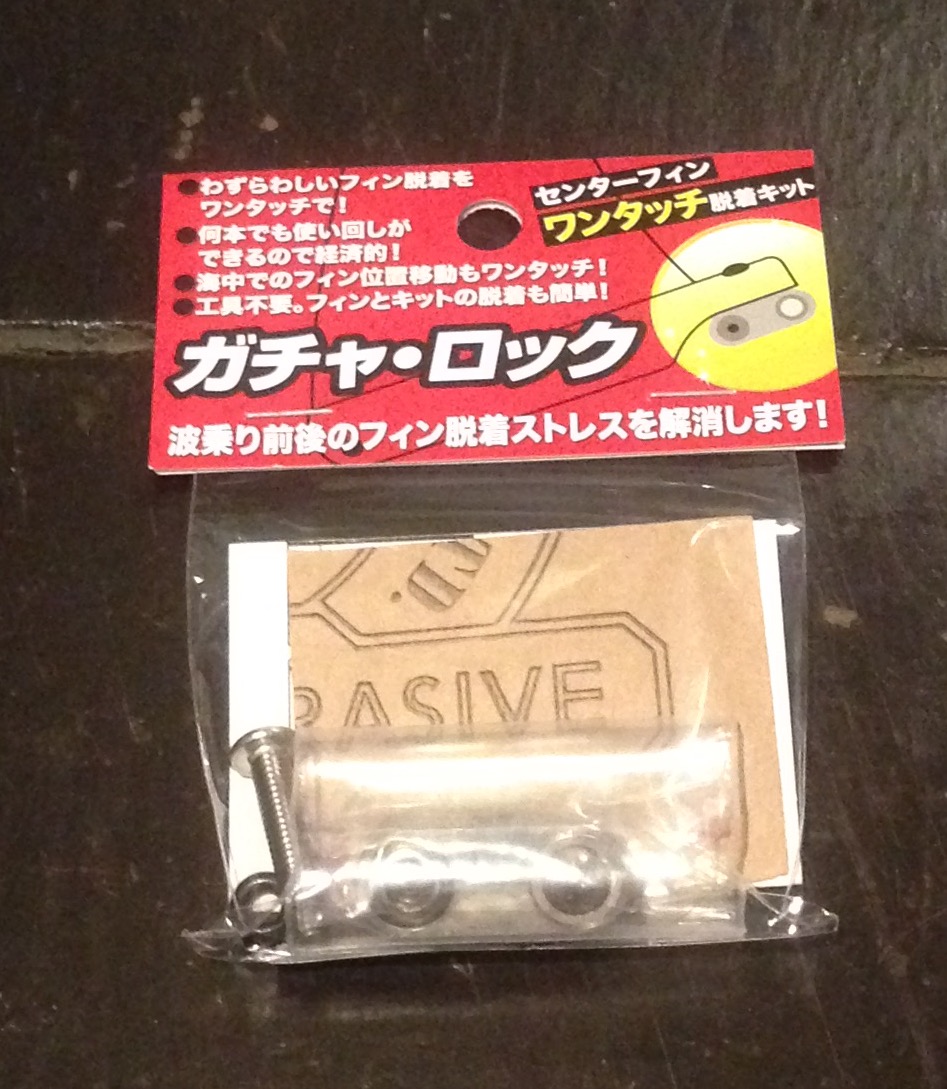 ●わずらわしいフィン脱着を
ワンタッチで!
●何本でも使い回しが
できるので経済的!
●海中でのフィン位置移動もワンタッチ!
●工具不要。フィンとキットの脱着も簡単!
センターフィン
ワンタッチ脱着キット
ガチャ・ロック
波乗り前後のフィン脱着ストレスを解消します!
RASIVE